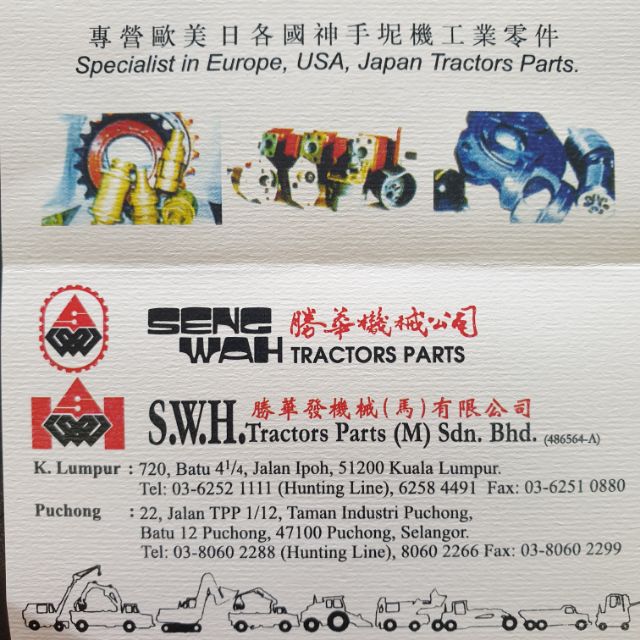 專營歐美日各國神手坭機工業零件
Specialist in Europe, USA, Japan Tractors Parts.
SENG 勝華機械公司
WAH TRACTORS PARTS
勝華發機械(馬)有限公司
S.W.H. Tractors Parts (M) Sdn. Bhd. (486564-A)
K. Lumpur : 720, Batu 4¹/₄, Jalan Ipoh, 51200 Kuala Lumpur.
Tel: 03-6252 1111 (Hunting Line), 6258 4491 Fax: 03-6251 0880
Puchong : 22, Jalan TPP 1/12, Taman Industri Puchong,
Batu 12 Puchong, 47100 Puchong, Selangor.
Tel: 03-8060 2288 (Hunting Line), 8060 2266 Fax: 03-8060 2299